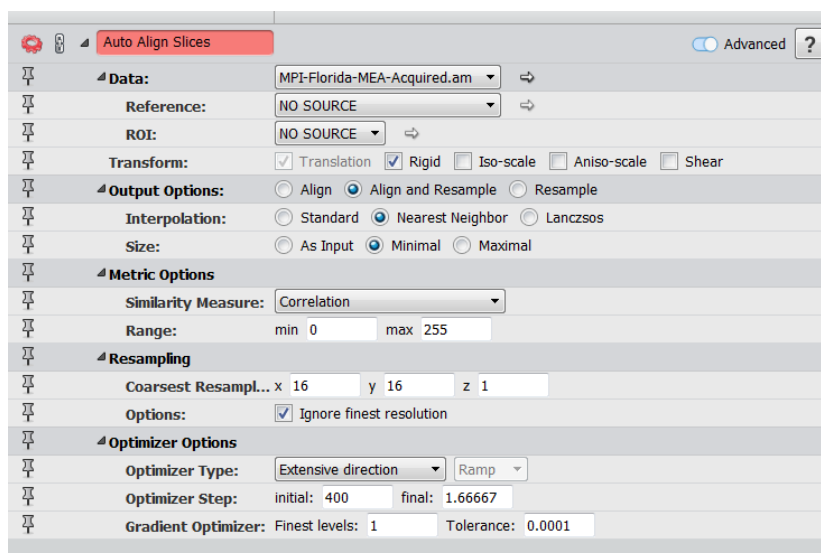 Auto Align Slices Advanced ?
Data: MPI-Florida-MEA-Acquired.am
Reference: NO SOURCE
ROI: NO SOURCE
Transform: Translation Rigid Iso-scale Aniso-scale Shear
Output Options: Align Align and Resample Resample
Interpolation: Standard Nearest Neighbor Lanczsos
Size: As Input Minimal Maximal
Metric Options
Similarity Measure: Correlation
Range: min 0 max 255
Resampling
Coarsest Resampl... x 16 y 16 z 1
Options: Ignore finest resolution
Optimizer Options
Optimizer Type: Extensive direction Ramp
Optimizer Step: initial: 400 final: 1.66667
Gradient Optimizer: Finest levels: 1 Tolerance: 0.0001